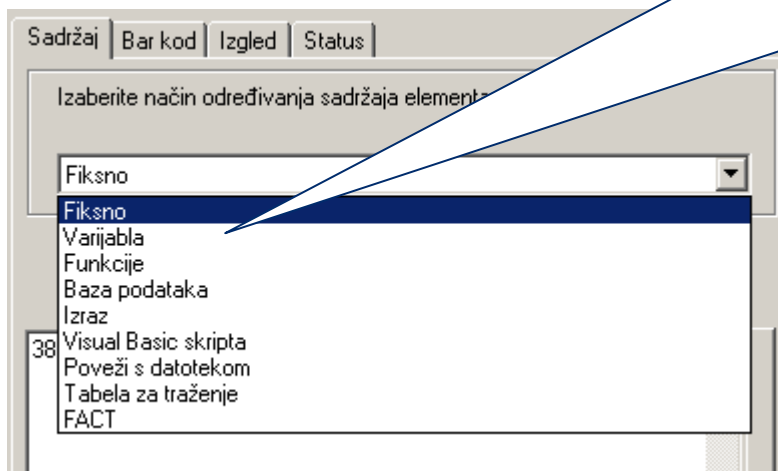 Sadržaj Bar kod Izgled Status
Izaberite način određivanja sadržaja elementa
Fiksno
Fiksno
Varijabla
Funkcije
Baza podataka
Izraz
38 Visual Basic skripta
Poveži s datotekom
Tabela za traženje
FACT